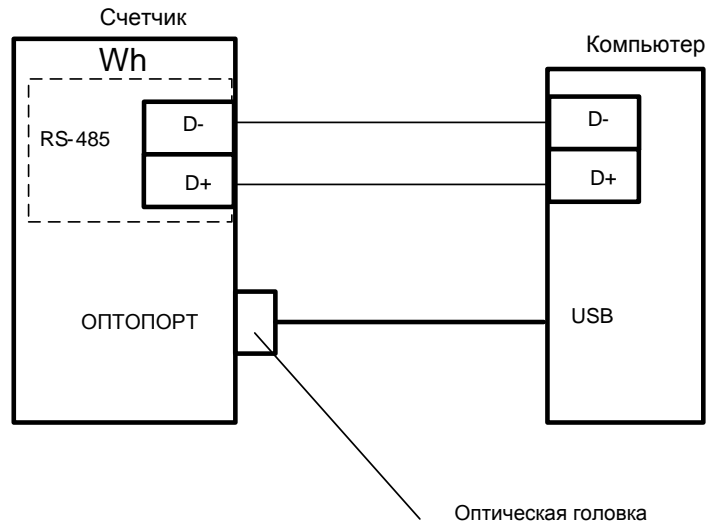 Счетчик
Компьютер
Wh
RS-485
D-
D+
D-
D+
ОПТОПОРТ
USB
Оптическая головка